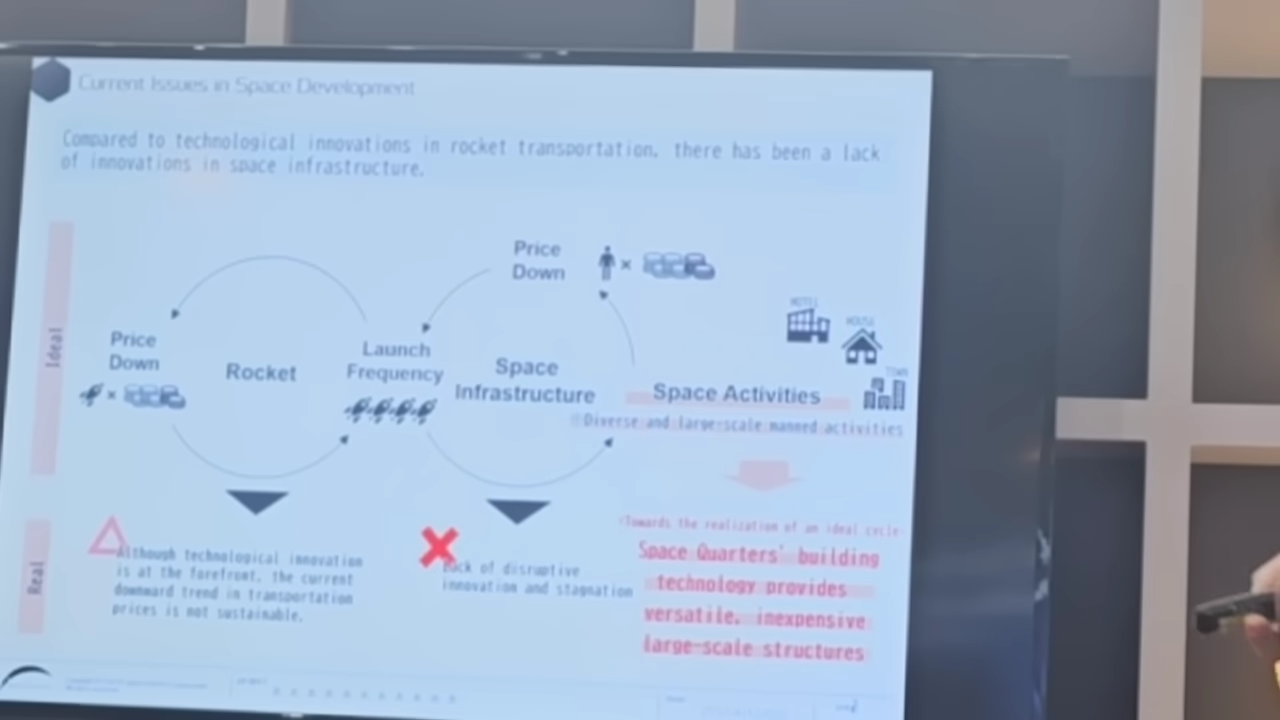 Current Issues in Space Development
Compared to technological innovations in rocket transportation, there has been a lack
of innovations in space infrastructure.
Ideal
Price
Down
×
Rocket
Launch
Frequency
Price
Down
×
Space
Infrastructure
HOTEL
HOUSE
TOWN
Space Activities
※Diverse and large-scale manned activities
Real
Although technological innovation
is at the forefront, the current
downward trend in transportation
prices is not sustainable.
Lack of disruptive
innovation and stagnation
Towards the realization of an ideal cycle
Space Quarters' building
technology provides
versatile, inexpensive
large-scale structures